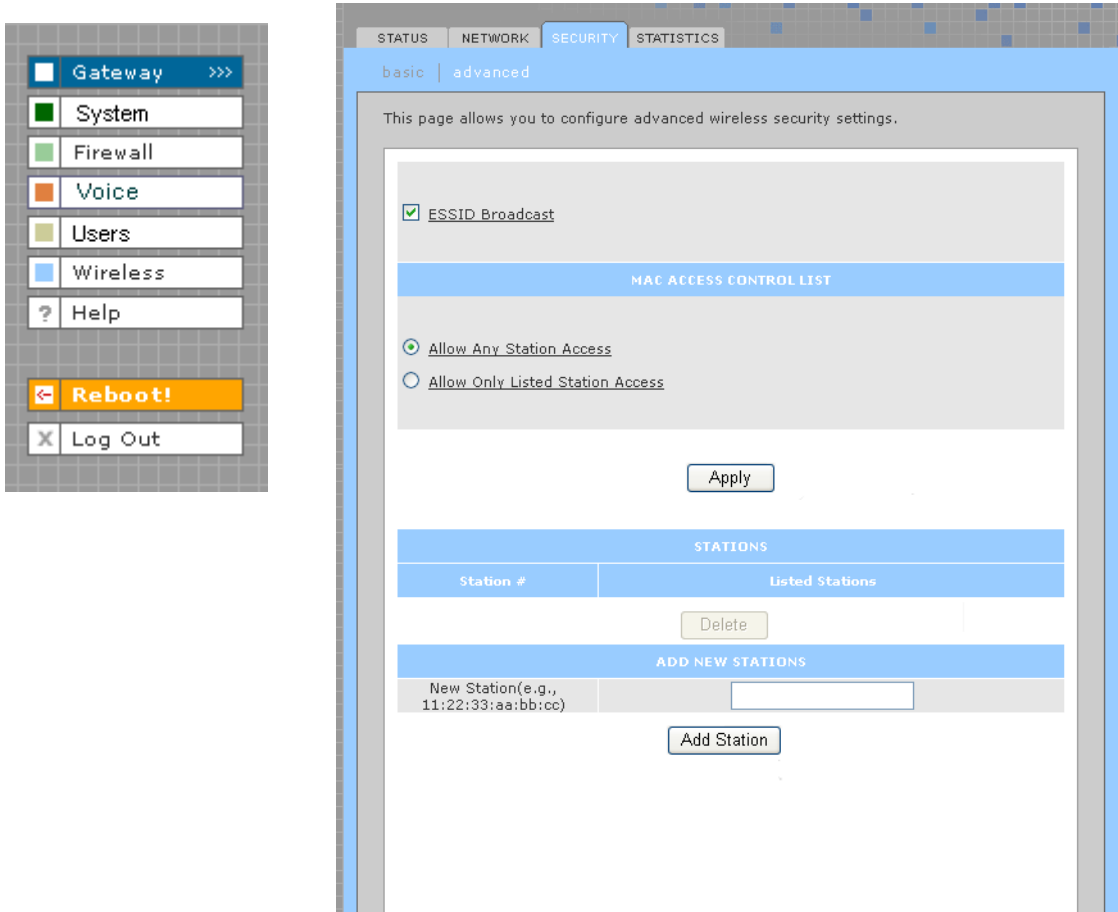 Gateway >>>
System
Firewall
Voice
Users
Wireless
? Help
Reboot!
X Log Out
STATUS NETWORK SECURITY STATISTICS
basic | advanced
This page allows you to configure advanced wireless security settings.
ESSID Broadcast
MAC ACCESS CONTROL LIST
Allow Any Station Access
Allow Only Listed Station Access
Apply
STATIONS
Station # Listed Stations
Delete
ADD NEW STATIONS
New Station(e.g.,
11:22:33:aa:bb:cc)
Add Station